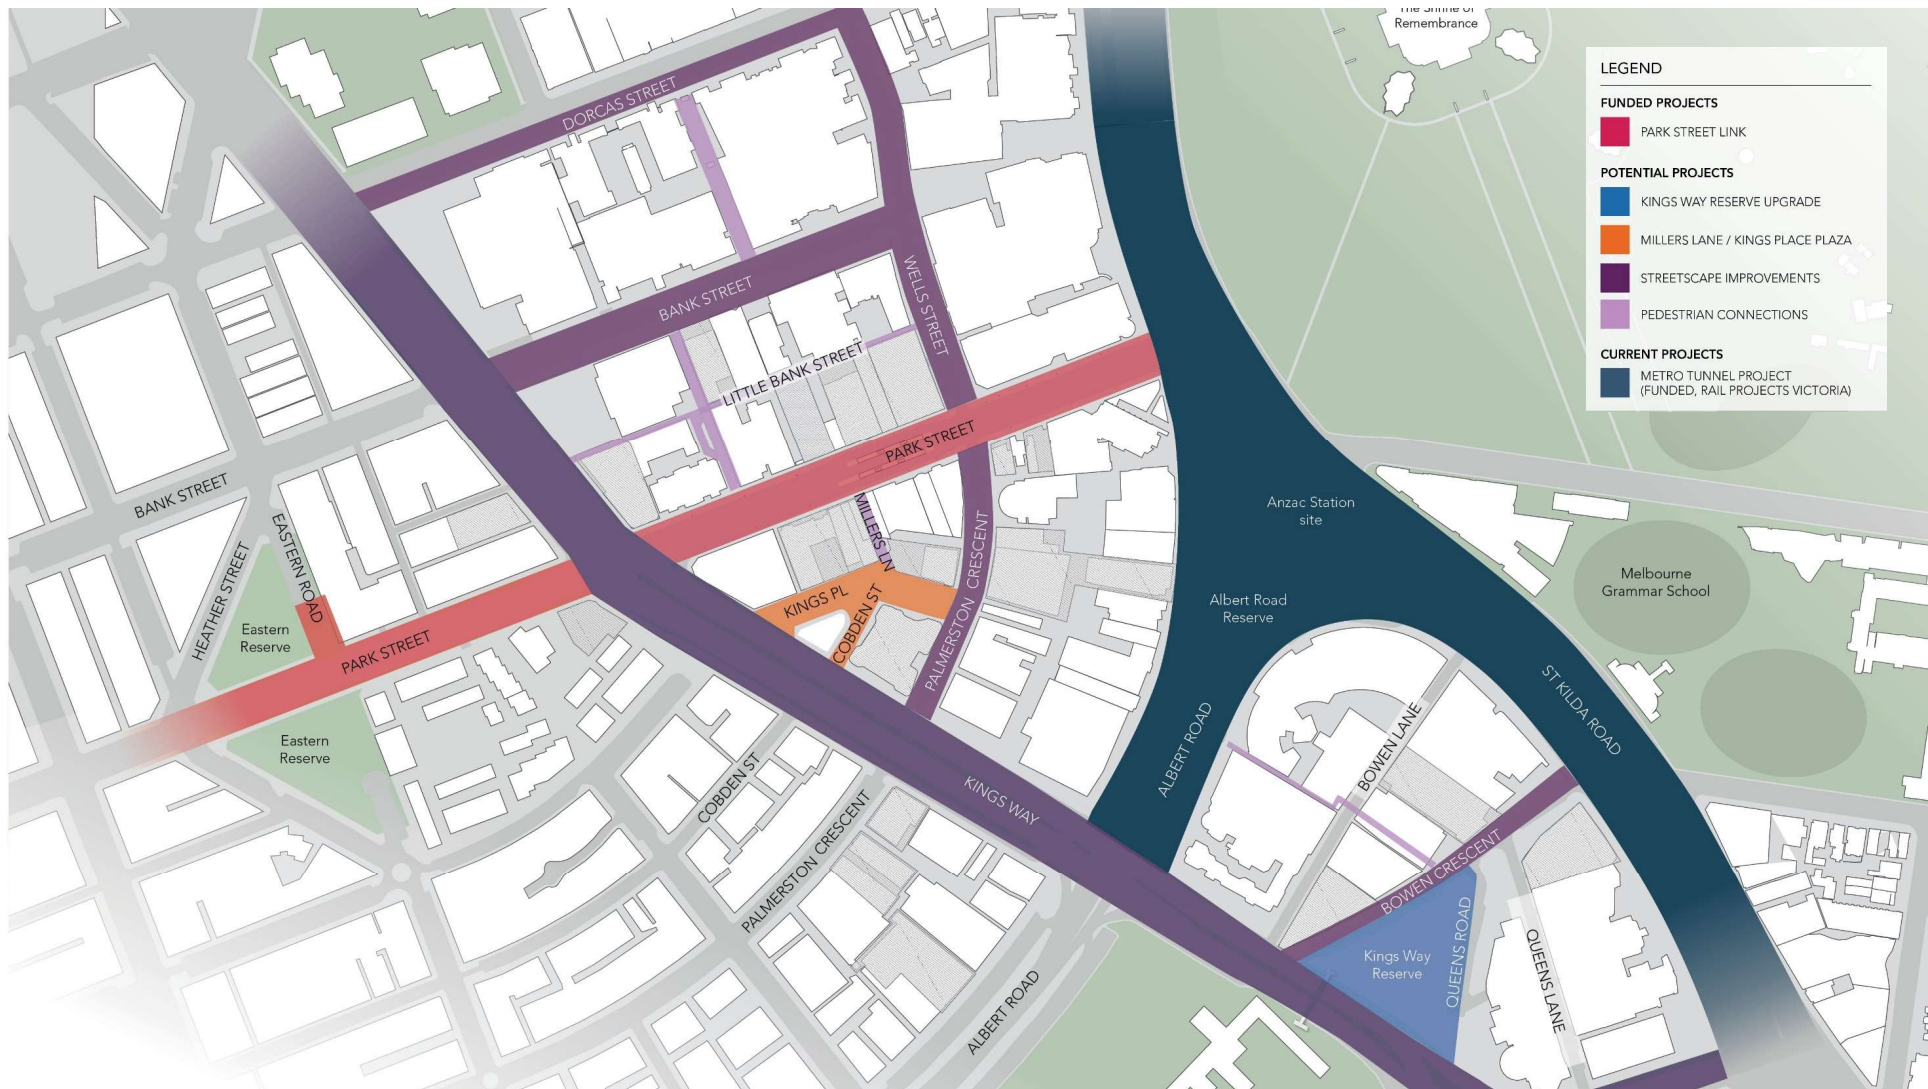 The Shrine of
Remembrance
LEGEND
FUNDED PROJECTS
PARK STREET LINK
POTENTIAL PROJECTS
KINGS WAY RESERVE UPGRADE
MILLERS LANE / KINGS PLACE PLAZA
STREETSCAPE IMPROVEMENTS
PEDESTRIAN CONNECTIONS
CURRENT PROJECTS
METRO TUNNEL PROJECT
(FUNDED, RAIL PROJECTS VICTORIA)
DORCAS STREET
BANK STREET
WELLS STREET
LITTLE BANK STREET
PARK STREET
BANK STREET
EASTERN ROAD
HEATHER STREET
MILLERS LN
Anzac Station
site
Melbourne
Grammar School
Albert Road
Reserve
KINGS PL
COBDEN ST
PALMERSTON CRESCENT
Eastern
Reserve
PARK STREET
Eastern
Reserve
ST KILDA ROAD
ALBERT ROAD
BOWEN LANE
KINGS WAY
COBDEN ST
PALMERSTON CRESCENT
BOWEN CRESCENT
Kings Way
Reserve
QUEENS ROAD
QUEENS LANE
ALBERT ROAD